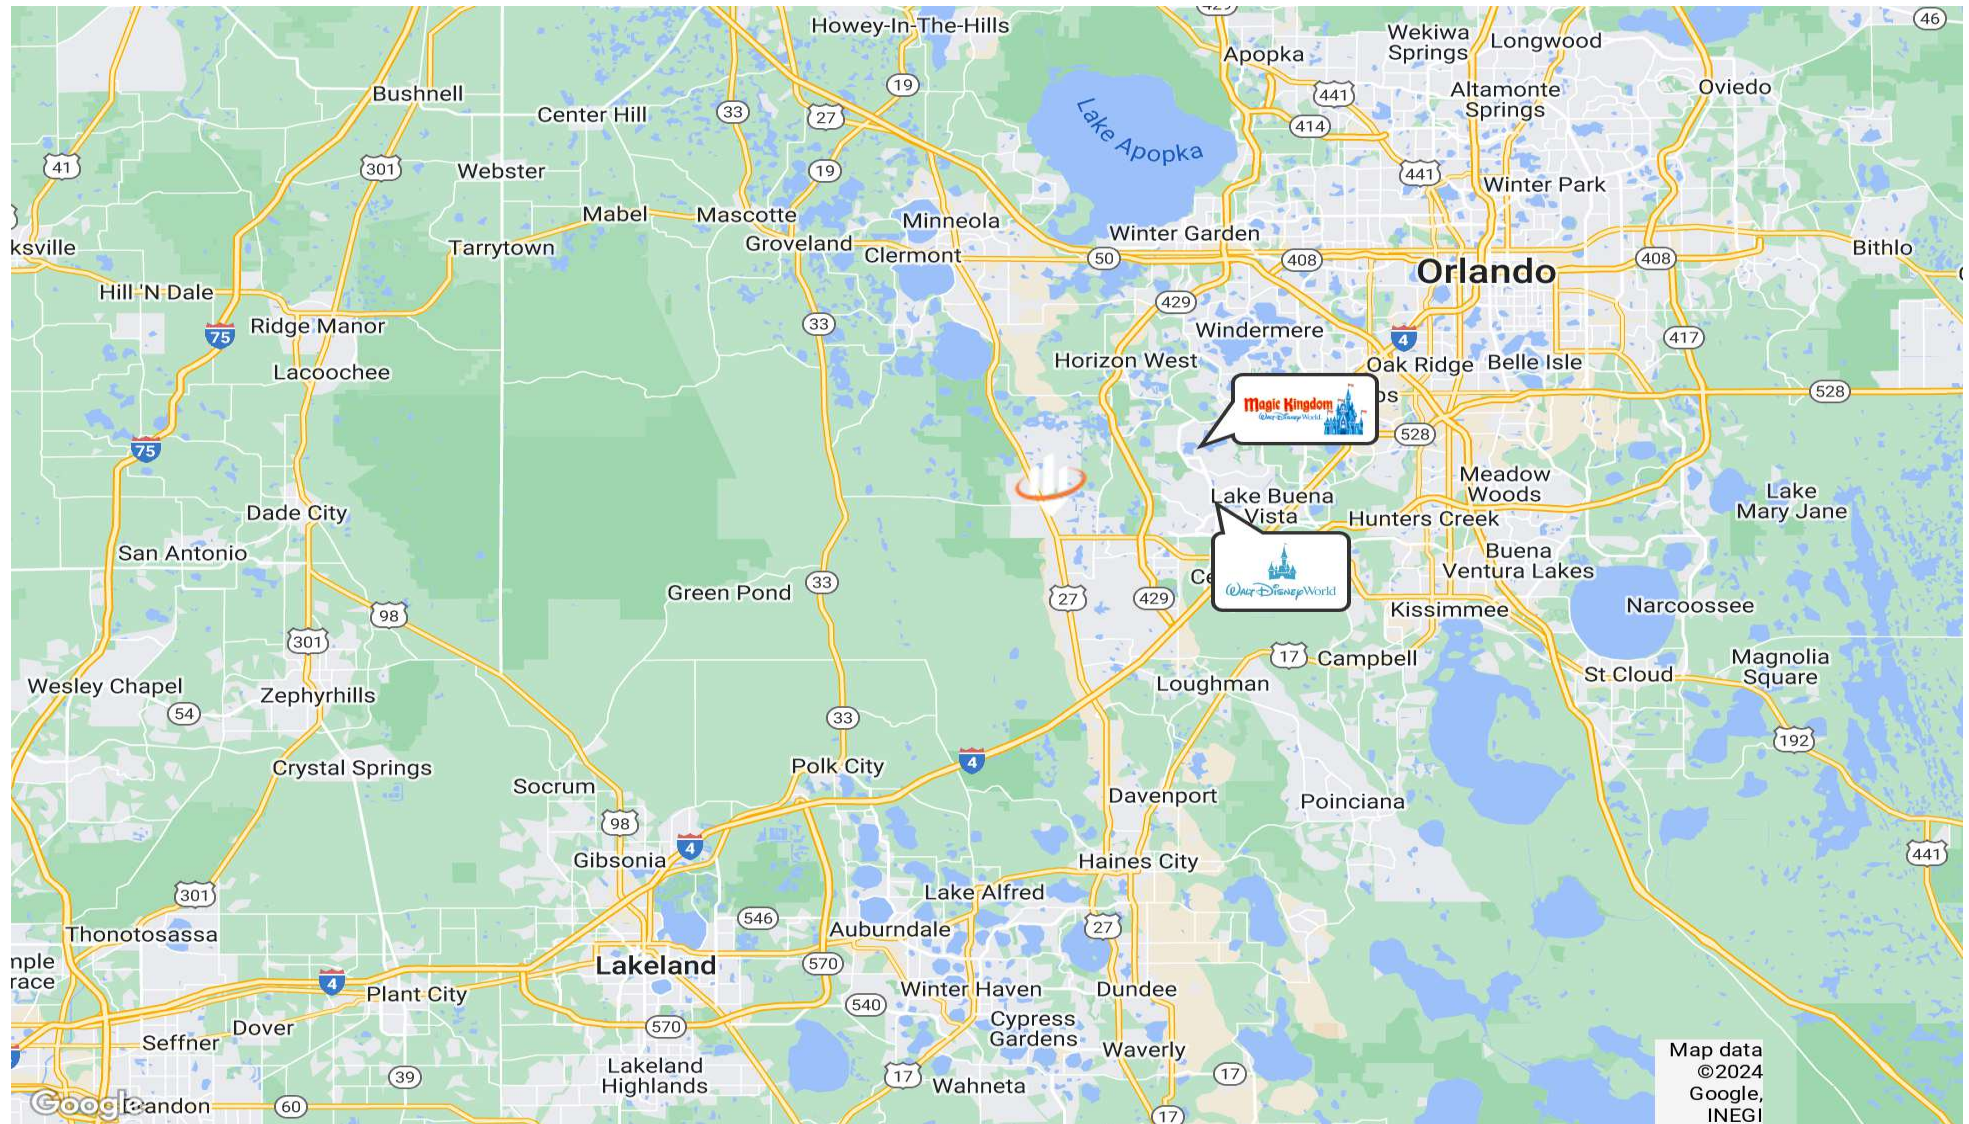 429
46
Howey-In-The-Hills
Wekiwa
Springs
Longwood
Apopka
19
Bushnell
441
Altamonte
Springs
Oviedo
Center Hill
33
27
414
Lake Apopka
41
301
Webster
19
441
Winter Park
Mabel
Mascotte
Minneola
Winter Garden
ksville
Tarrytown
Groveland
Clermont
50
408
Orlando
408
Bithlo
Hill 'N Dale
429
Ridge Manor
75
33
Windermere
4
417
Lacoochee
Horizon West
Oak Ridge
Belle Isle
Magic Kingdom
Walt Disney World
os
528
75
528
Meadow
Woods
Lake Buena
Vista
Lake
Mary Jane
Dade City
Hunters Creek
San Antonio
Buena
Ventura Lakes
Ce
Walt Disney World
Green Pond
33
27
429
Kissimmee
Narcoossee
98
301
17
Campbell
Magnolia
Square
Wesley Chapel
Zephyrhills
Loughman
St Cloud
54
33
192
Crystal Springs
Polk City
4
Socrum
Davenport
Poinciana
98
4
Gibsonia
Haines City
441
301
Lake Alfred
546
27
Thonotosassa
Auburndale
mple
race
Lakeland
570
4
Plant City
Winter Haven
Dundee
540
Dover
570
Cypress
Gardens
Seffner
Waverly
Lakeland
Highlands
39
17
Wahneta
17
Google
Brandon
60
17
Map data
©2024
Google,
INEGI